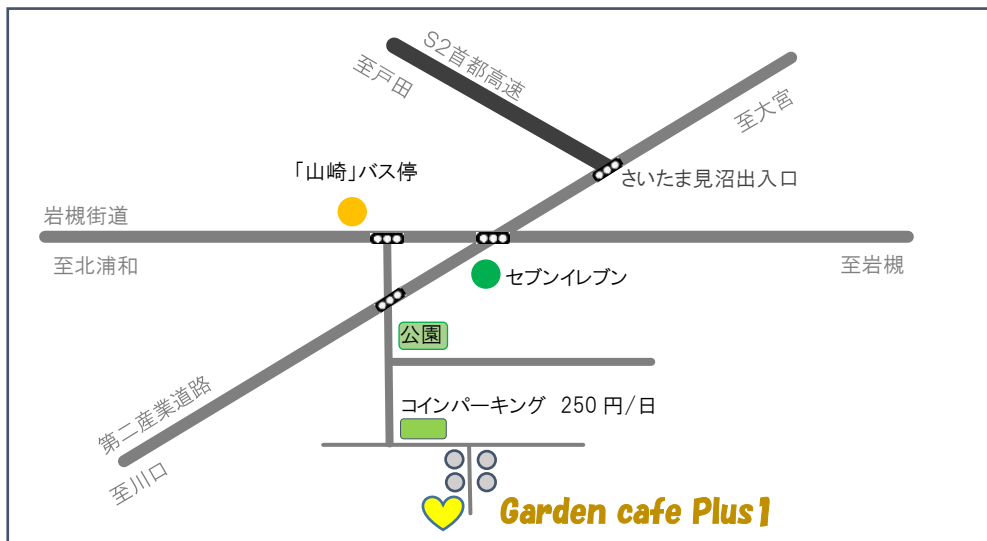 S2首都高速
至戸田
至大宮
「山崎」バス停
さいたま見沼出入口
岩槻街道
至北浦和
至岩槻
セブンイレブン
公園
第二産業道路
コインパーキング 250円/日
至川口
Garden cafe Plus1